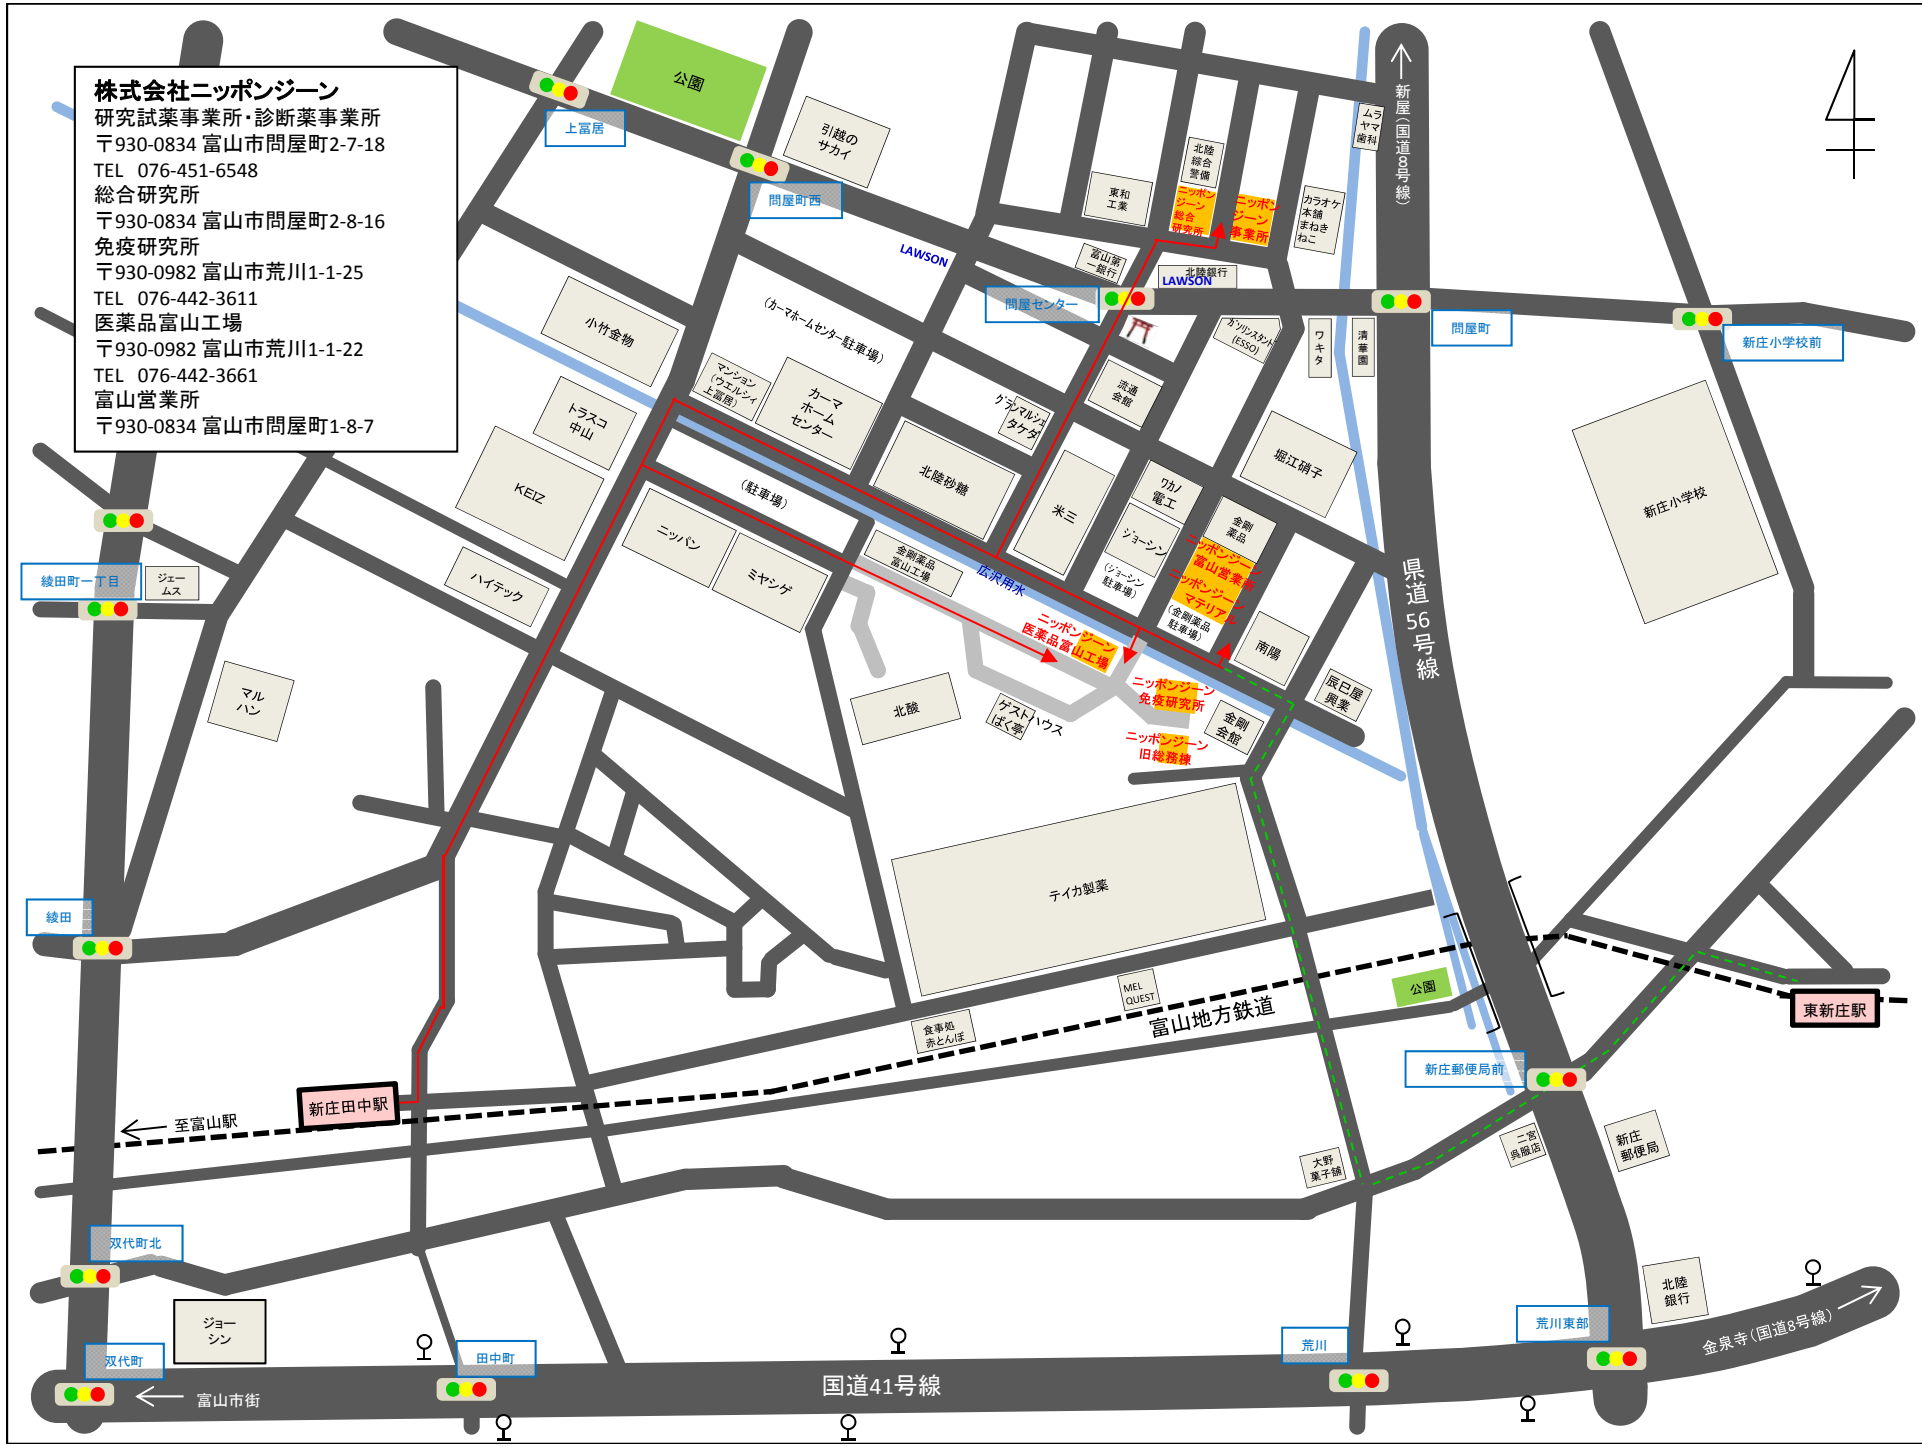 株式会社ニッポンジーン
研究試薬事業所・診断薬事業所
〒930-0834 富山市問屋町2-7-18
TEL 076-451-6548
総合研究所
〒930-0834 富山市問屋町2-8-16
免疫研究所
〒930-0982 富山市荒川1-1-25
TEL 076-442-3611
医薬品富山工場
〒930-0982 富山市荒川1-1-22
TEL 076-442-3661
富山営業所
〒930-0834 富山市問屋町1-8-7
公園
上冨居
引越の
サカイ
問屋町西
LAWSON
東和
工業
北陸
綜合
警備
ニッポン
ジーン
総合
研究所
ニッポン
ジーン
事業所
カラオケ
本舗
まねき
ねこ
ムラ
ヤマ
歯科
新屋(国道8号線)
富山第
一銀行
北陸銀行
LAWSON
問屋センター
問屋町
新庄小学校前
小竹金物
(カーマホームセンター駐車場)
ガソリンスタンド
(ESSO)
ワキタ
清華園
マンション
(ウエルシィ
上冨居)
カーマ
ホーム
センター
流通
会館
グランマルシェ
タケダ
トラスコ
中山
KEIZ
(駐車場)
北陸砂糖
米三
ワカノ
電工
堀江硝子
新庄小学校
ニッパン
ミヤシゲ
ハイテック
金剛薬品
富山工場
広沢用水
ジョーシン
(ジョーシン
駐車場)
金剛
薬品
ニッポンジーン
富山営業所
ニッポンジーン
マテリアル
(金剛薬品
駐車場)
県道56号線
綾田町一丁目
ジェー
ムス
ニッポンジーン
医薬品富山工場
南陽
辰巳屋
興業
ニッポンジーン
免疫研究所
マル
ハン
北酸
ゲストハウス
ばく亭
金剛
会館
ニッポンジーン
旧総務棟
テイカ製薬
綾田
MEL
QUEST
公園
富山地方鉄道
東新庄駅
食事処
赤とんぼ
新庄郵便局前
新庄田中駅
至富山駅
二宮
呉服店
新庄
郵便局
大野
菓子舗
双代町北
北陸
銀行
ジョー
シン
双代町
田中町
荒川
荒川東部
金泉寺(国道8号線)
富山市街
国道41号線